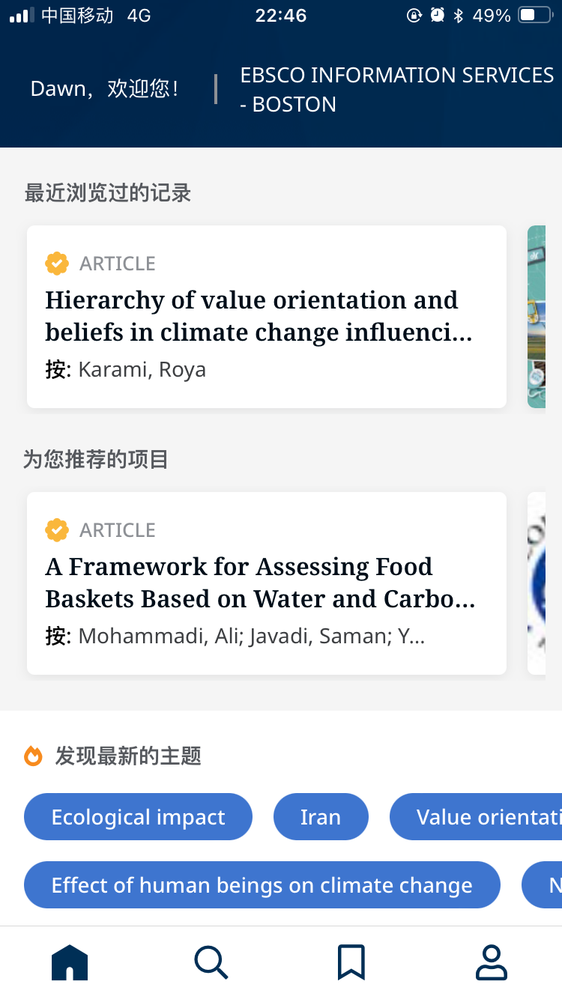 中国移动 4G 22:46 49%
Dawn，欢迎您！
EBSCO INFORMATION SERVICES
- BOSTON
最近浏览过的记录
ARTICLE
Hierarchy of value orientation and
beliefs in climate change influenci...
按: Karami, Roya
为您推荐的项目
ARTICLE
A Framework for Assessing Food
Baskets Based on Water and Carbo...
按: Mohammadi, Ali; Javadi, Saman; Y...
发现最新的主题
Ecological impact Iran Value orientati
Effect of human beings on climate change N